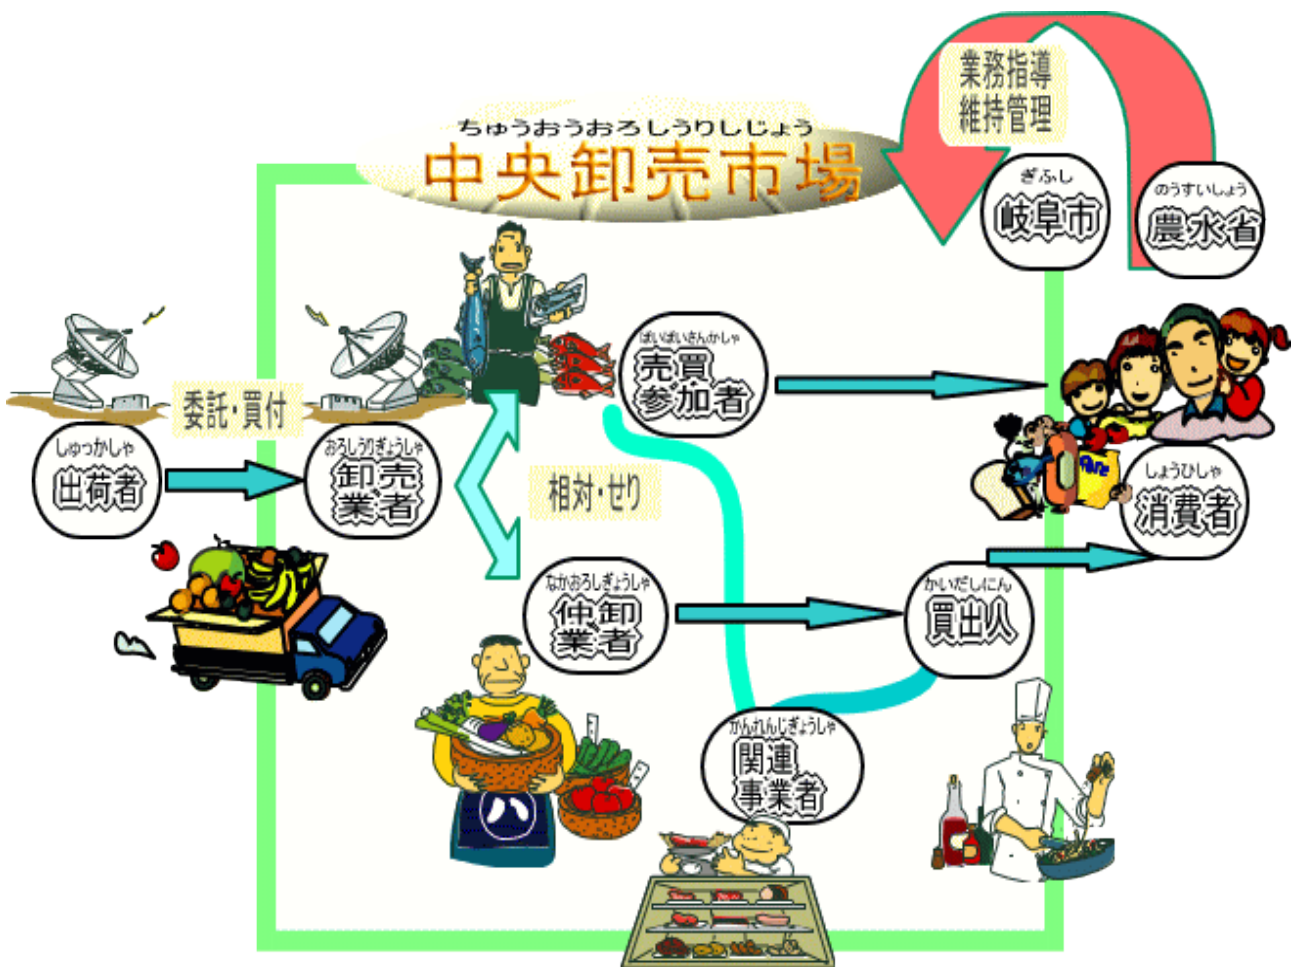 業務指導
維持管理
ちゅうおうおろしうりしじょう
中央卸売市場
ぎふし
岐阜市
のうすいしょう
農水省
ばいばいさんかしゃ
売買
参加者
委託・買付
しゅっかしゃ
出荷者
おろしうりぎょうしゃ
卸売
業者
相対・せり
しょうひしゃ
消費者
なかおろしぎょうしゃ
仲卸
業者
かいだしにん
買出人
かんれんじぎょうしゃ
関連
事業者